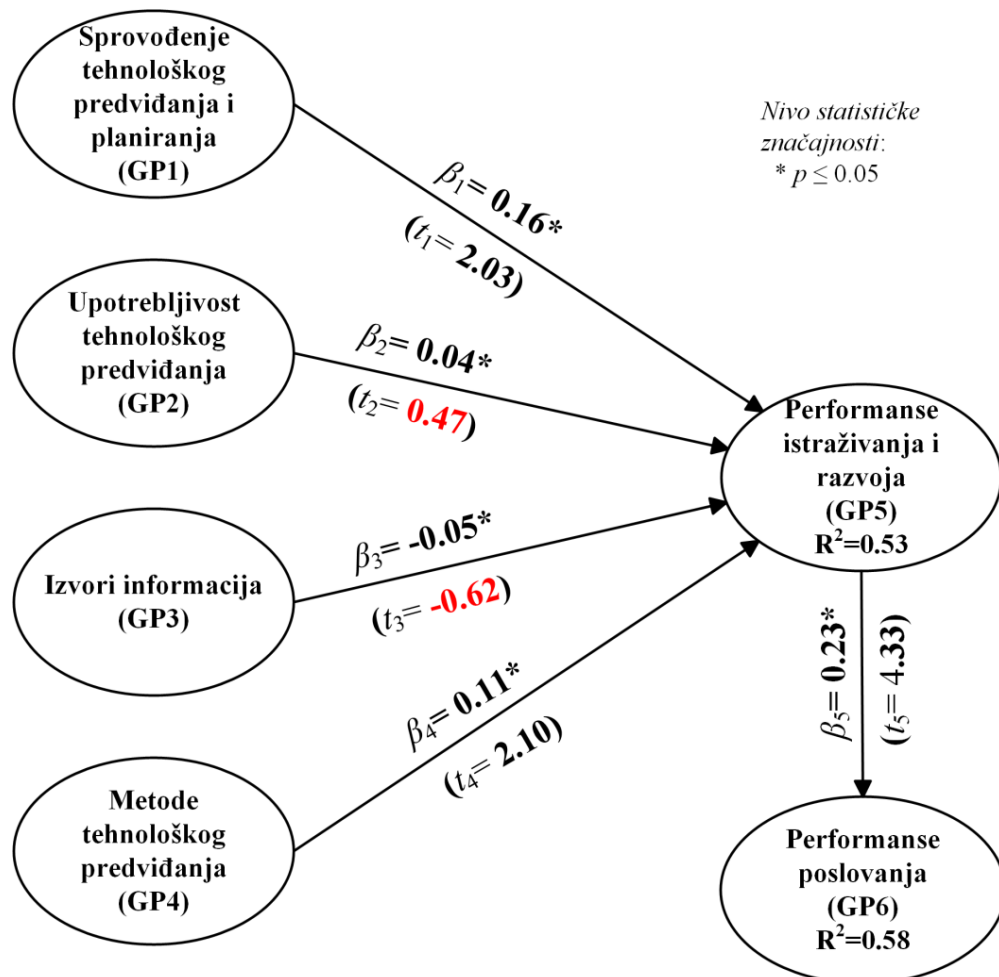 Sprovođenje
tehnološkog
predviđanja i
planiranja
(GP1)
Nivo statističke
značajnosti:
* p ≤ 0.05
β₁= 0.16*
(t₁= 2.03)
Upotrebljivost
tehnološkog
predviđanja
(GP2)
β₂= 0.04*
(t₂= 0.47)
Performanse
istraživanja i
razvoja
(GP5)
R²=0.53
Izvori informacija
(GP3)
β₃= -0.05*
(t₃= -0.62)
β₄= 0.11*
(t₄= 2.10)
β₅= 0.23*
(t₅= 4.33)
Metode
tehnološkog
predviđanja
(GP4)
Performanse
poslovanja
(GP6)
R²=0.58